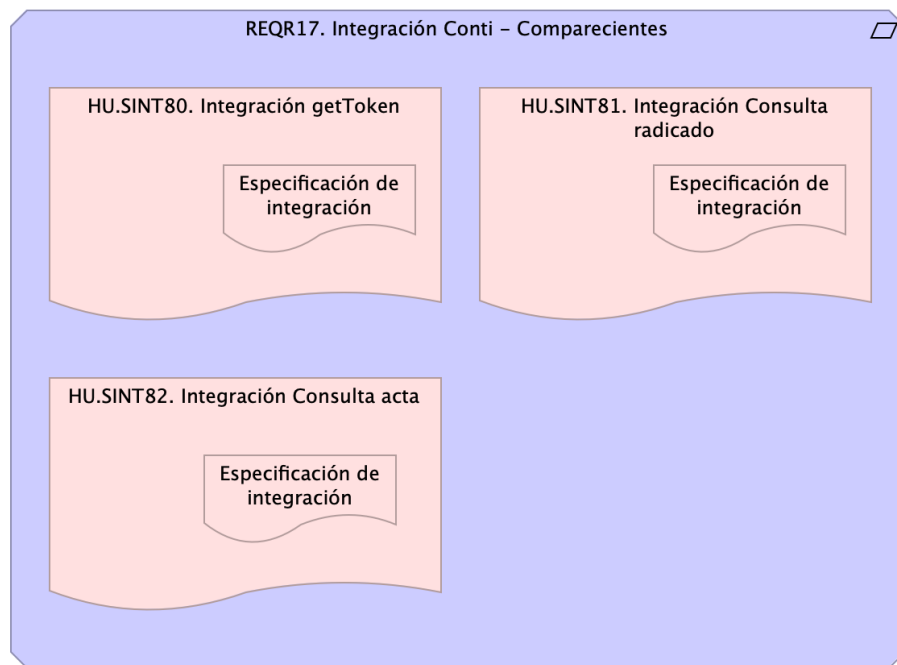 REQR17. Integración Conti – Comparecientes
HU.SINT80. Integración getToken
Especificación de
integración
HU.SINT81. Integración Consulta
radicado
Especificación de
integración
HU.SINT82. Integración Consulta acta
Especificación de
integración